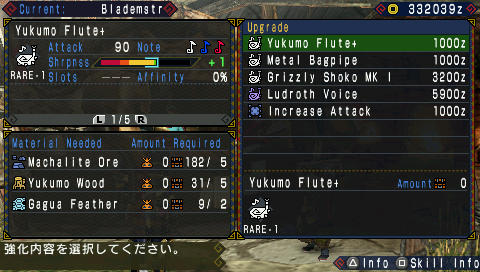 Current: Blademstr
332039z
Yukumo Flute+
Attack 90 Note
Shrpnss +1
RARE-1 Slots --- Affinity 0%
L 1/5 R
Material Needed Amount Required
Machalite Ore 0 182/ 5
Yukumo Wood 0 31/ 5
Gagua Feather 0 9/ 2
Upgrade
Yukumo Flute+ 1000z
Metal Bagpipe 1000z
Grizzly Shoko MK I 3200z
Ludroth Voice 5900z
Increase Attack 1000z
Yukumo Flute+ Amount 0
RARE-1
強化内容を選択してください。
△ Info □ Skill Info